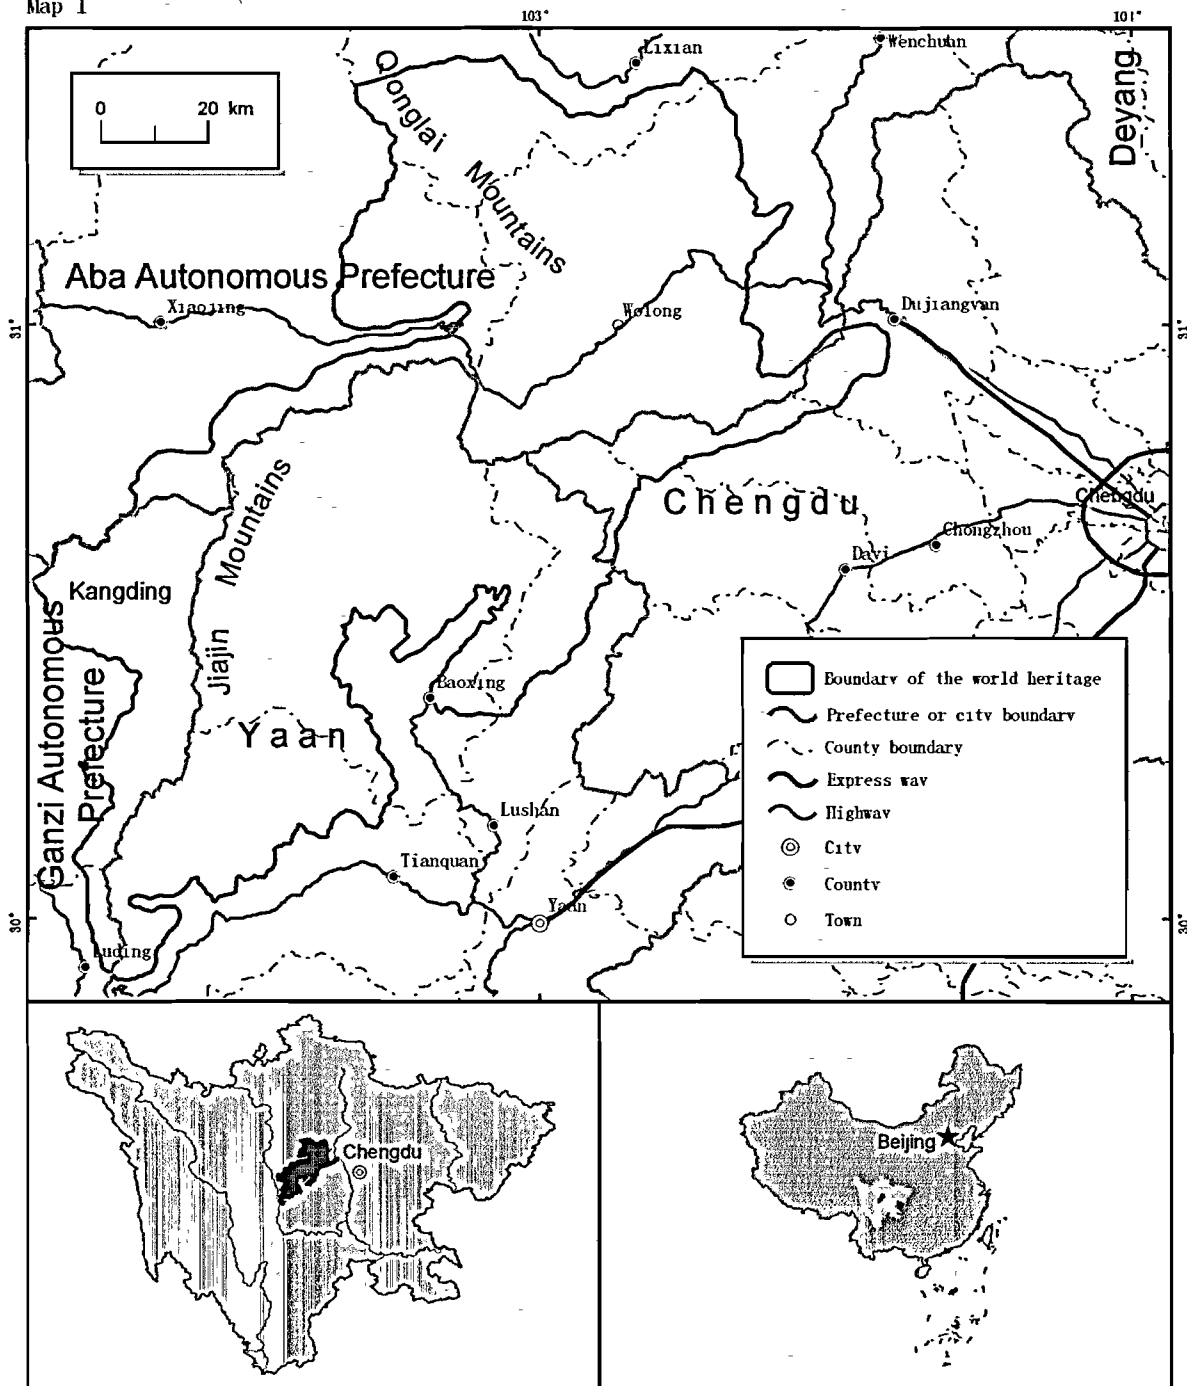 Map 1
103°
101°
Lixian
Wenchuan
Qonglai
Mountains
Deyang
0 20 km
Aba Autonomous Prefecture
Xiaojing
Wolong
Dujiangyan
31°
31°
Mountains
Jiajin
Chengdu
Chengdu
Chongzhou
Davi
Kangding
Ganzi Autonomous
Prefecture
Baoxing
Yaan
Lushan
Tianquan
Yaan
Luding
30°
30°
Boundary of the world heritage
Prefecture or city boundary
County boundary
Express way
Highway
City
County
Town
Chengdu
Beijing